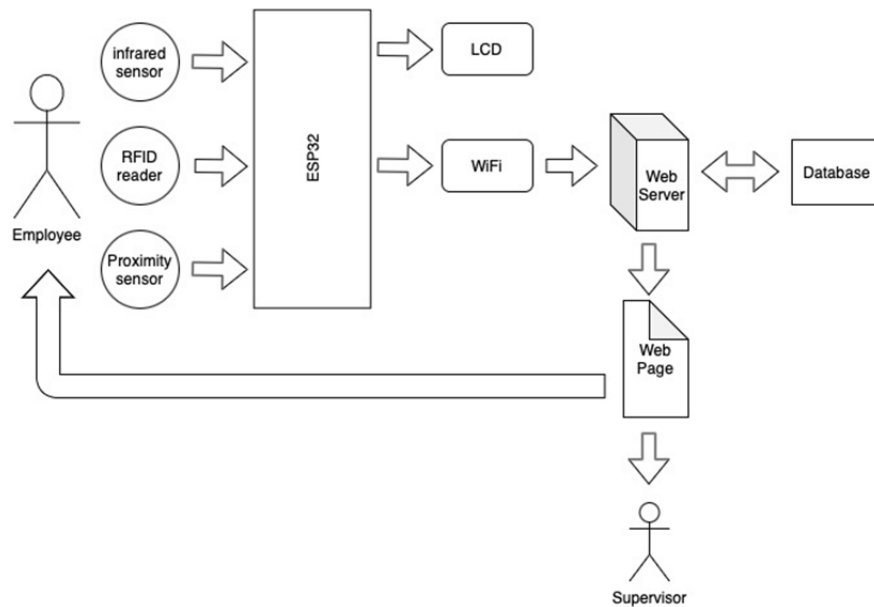 infrared
sensor
LCD
ESP32
RFID
reader
WiFi
Web
Server
Database
Employee
Proximity
sensor
Web
Page
Supervisor